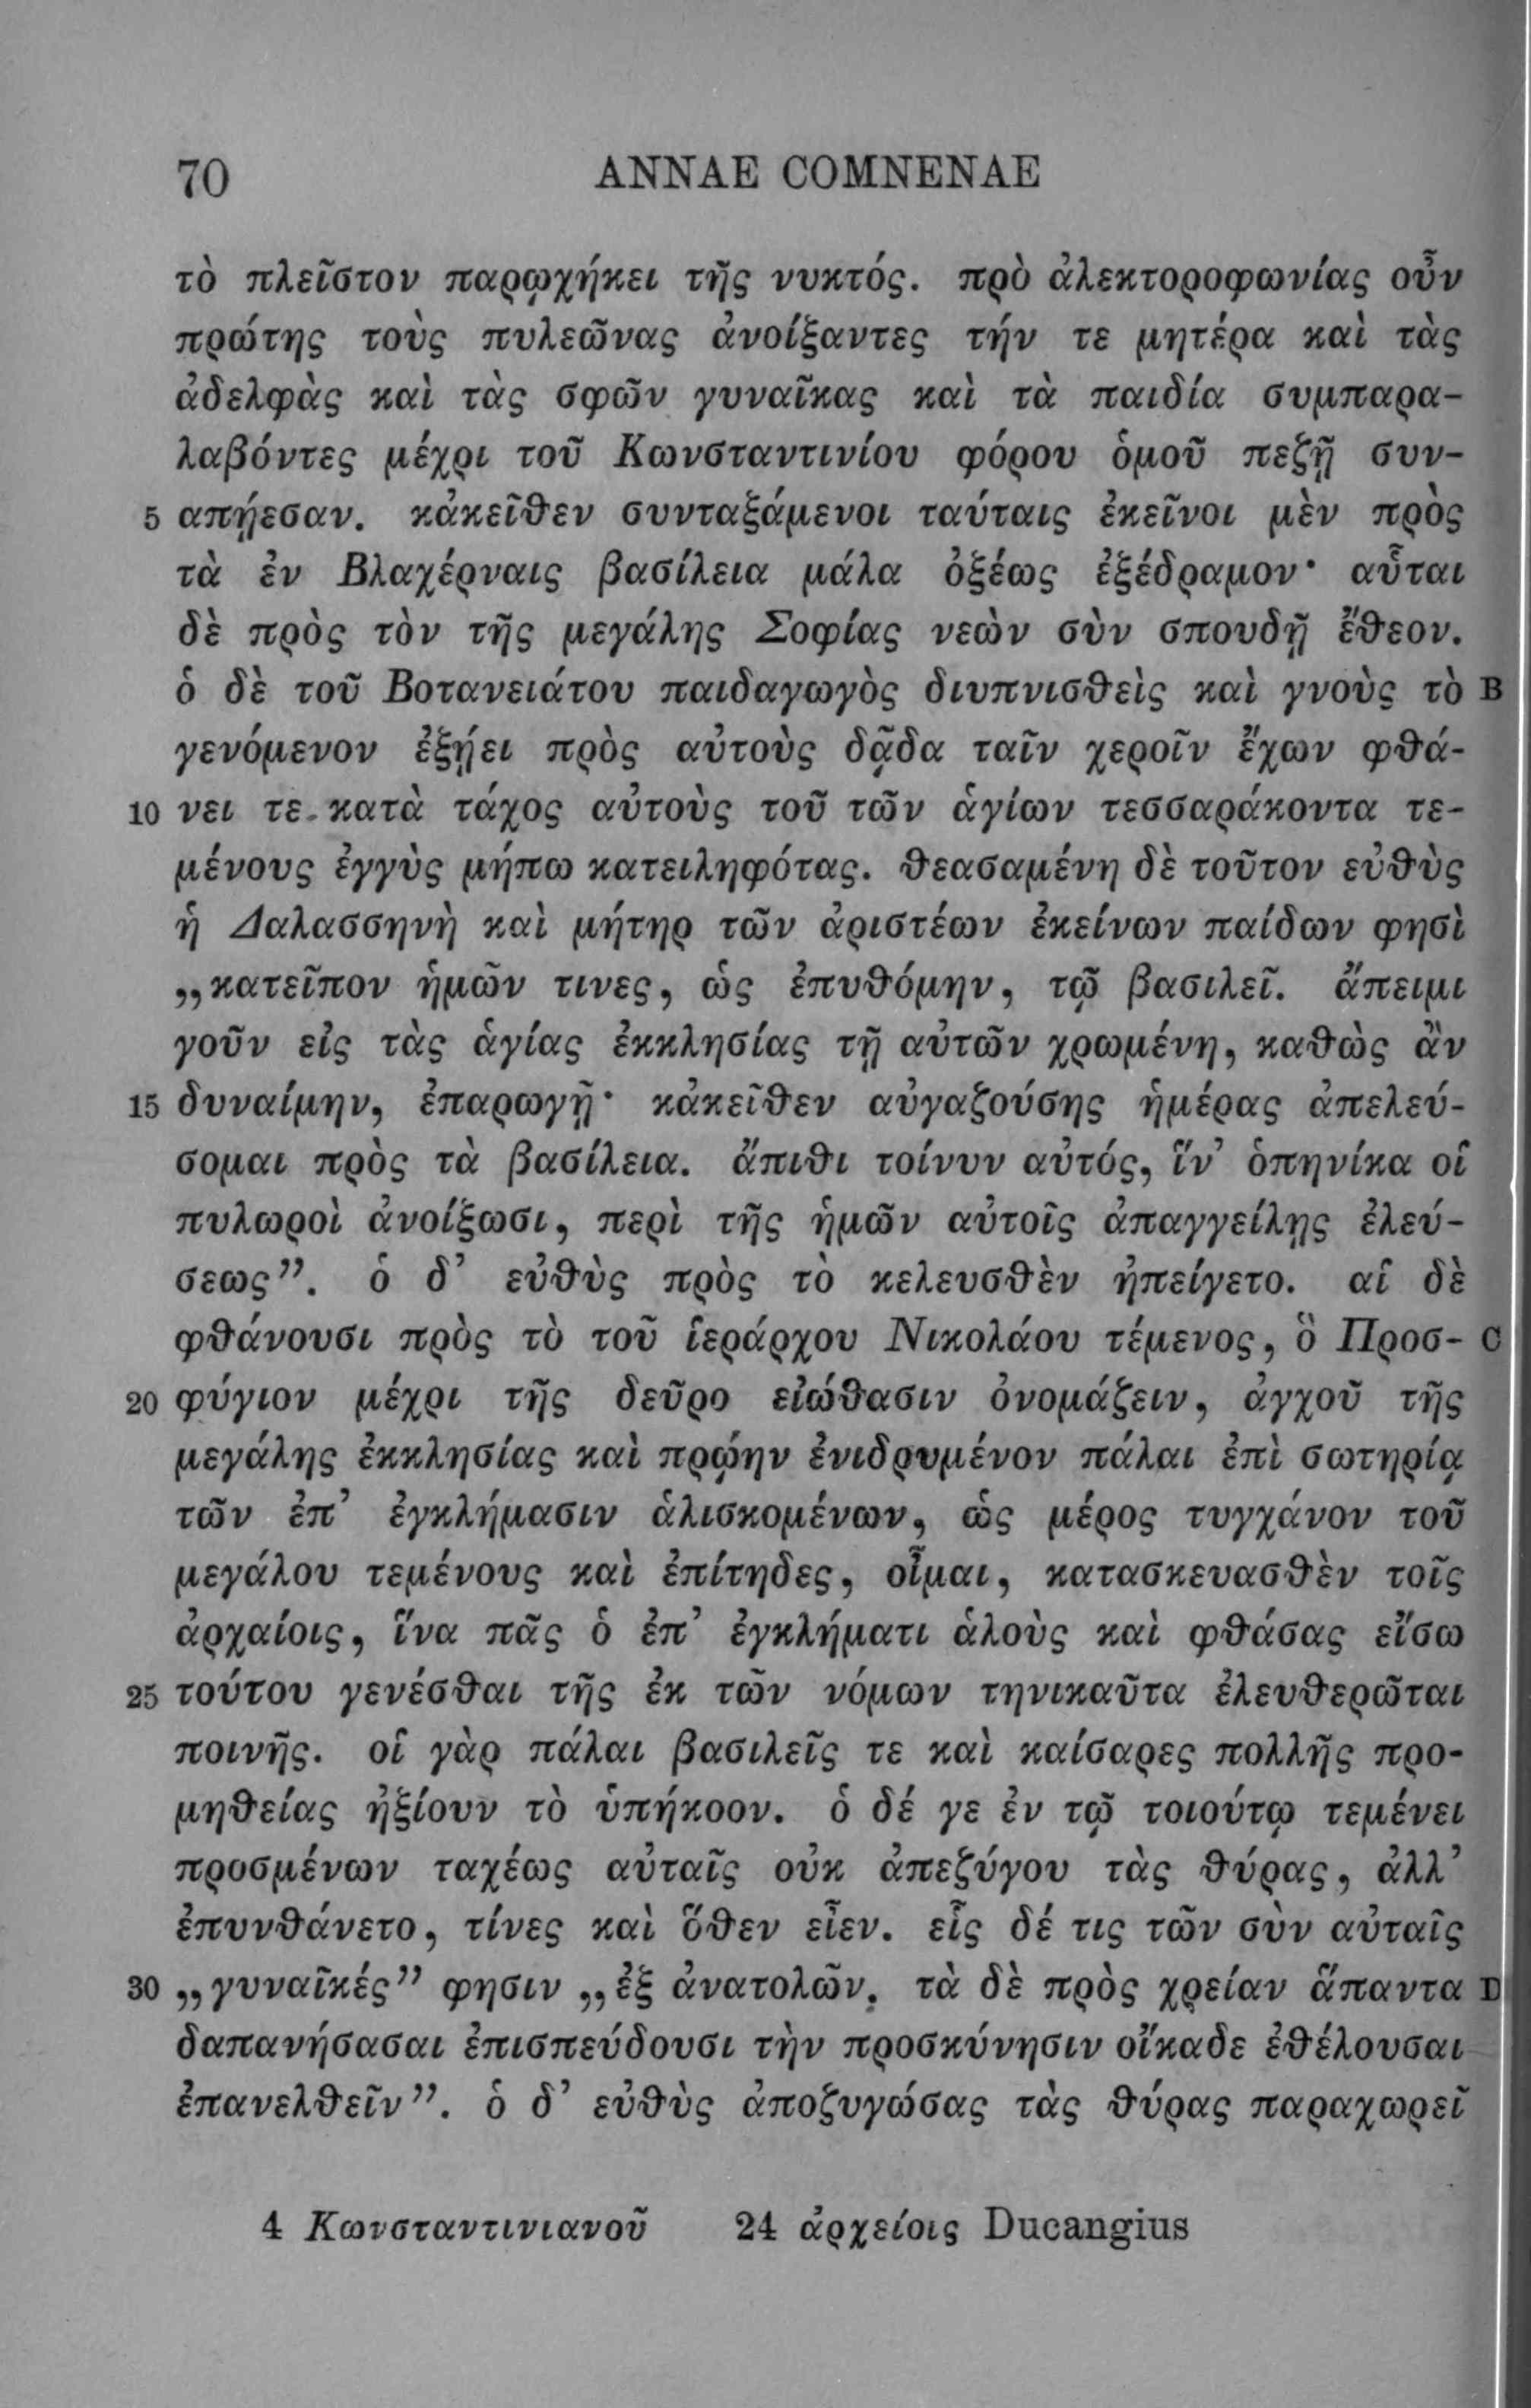 70 ANNAE COMNENAE
τὸ πλεῖστον παρῳχήκει τῆς νυκτός. πρὸ ἀλεκτοροφωνίας οὖν
πρώτης τοὺς πυλεῶνας ἀνοίξαντες τήν τε μητέρα καὶ τὰς
ἀδελφὰς καὶ τὰς σφῶν γυναῖκας καὶ τὰ παιδία συμπαρα-
λαβόντες μέχρι τοῦ Κωνσταντινίου φόρου ὁμοῦ πεζῇ συν-
5 απῄεσαν. κἀκεῖθεν συνταξάμενοι ταύταις ἐκεῖνοι μὲν πρὸς
τὰ ἐν Βλαχέρναις βασίλεια μάλα ὀξέως ἐξέδραμον· αὗται
δὲ πρὸς τὸν τῆς μεγάλης Σοφίας νεὼν σὺν σπουδῇ ἔθεον.
ὁ δὲ τοῦ Βοτανειάτου παιδαγωγὸς διυπνισθεὶς καὶ γνοὺς τὸ B
γενόμενον ἐξῄει πρὸς αὐτοὺς δᾷδα ταῖν χεροῖν ἔχων φθά-
10 νει τε κατὰ τάχος αὐτοὺς τοῦ τῶν ἁγίων τεσσαράκοντα τε-
μένους ἐγγὺς μήπω κατειληφότας. θεασαμένη δὲ τοῦτον εὐθὺς
ἡ Δαλασσηνὴ καὶ μήτηρ τῶν ἀριστέων ἐκείνων παίδων φησὶ
„κατεῖπον ἡμῶν τινες, ὡς ἐπυθόμην, τῷ βασιλεῖ. ἄπειμι
γοῦν εἰς τὰς ἁγίας ἐκκλησίας τῇ αὐτῶν χρωμένη, καθὼς ἂν
15 δυναίμην, ἐπαρωγῇ· κἀκεῖθεν αὐγαζούσης ἡμέρας ἀπελεύ-
σομαι πρὸς τὰ βασίλεια. ἄπιθι τοίνυν αὐτός, ἵν’ ὁπηνίκα οἱ
πυλωροὶ ἀνοίξωσι, περὶ τῆς ἡμῶν αὐτοῖς ἀπαγγείλῃς ἐλεύ-
σεως”. ὁ δ’ εὐθὺς πρὸς τὸ κελευσθὲν ἠπείγετο. αἱ δὲ
φθάνουσι πρὸς τὸ τοῦ ἱεράρχου Νικολάου τέμενος, ὃ Προσ- C
20 φύγιον μέχρι τῆς δεῦρο εἰώθασιν ὀνομάζειν, ἀγχοῦ τῆς
μεγάλης ἐκκλησίας καὶ πρῴην ἐνιδρυμένον πάλαι ἐπὶ σωτηρίᾳ
τῶν ἐπ’ ἐγκλήμασιν ἁλισκομένων, ὡς μέρος τυγχάνον τοῦ
μεγάλου τεμένους καὶ ἐπίτηδες, οἶμαι, κατασκευασθὲν τοῖς
ἀρχαίοις, ἵνα πᾶς ὁ ἐπ’ ἐγκλήματι ἁλοὺς καὶ φθάσας εἴσω
25 τούτου γενέσθαι τῆς ἐκ τῶν νόμων τηνικαῦτα ἐλευθερῶται
ποινῆς. οἱ γὰρ πάλαι βασιλεῖς τε καὶ καίσαρες πολλῆς προ-
μηθείας ἠξίουν τὸ ὑπήκοον. ὁ δέ γε ἐν τῷ τοιούτῳ τεμένει
προσμένων ταχέως αὐταῖς οὐκ ἀπεζύγου τὰς θύρας, ἀλλ’
ἐπυνθάνετο, τίνες καὶ ὅθεν εἶεν. εἷς δέ τις τῶν σὺν αὐταῖς
30 „γυναῖκές” φησιν „ἐξ ἀνατολῶν. τὰ δὲ πρὸς χρείαν ἅπαντα D
δαπανήσασαι ἐπισπεύδουσι τὴν προσκύνησιν οἴκαδε ἐθέλουσαι
ἐπανελθεῖν”. ὁ δ’ εὐθὺς ἀποζυγώσας τὰς θύρας παραχωρεῖ
4 Κωνσταντινιανοῦ 24 ἀρχείοις Ducangius